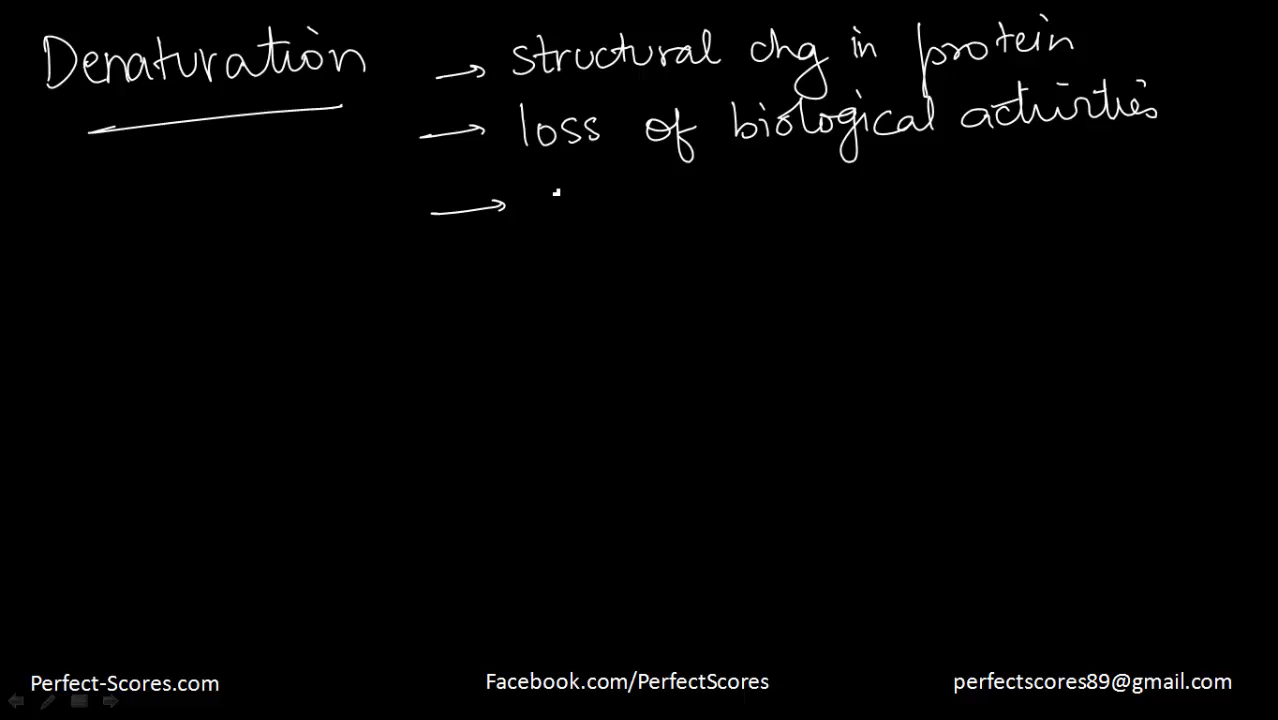 Denaturation → structural chg in protein
→ loss of biological activities
→
Perfect-Scores.com Facebook.com/PerfectScores perfectscores89@gmail.com